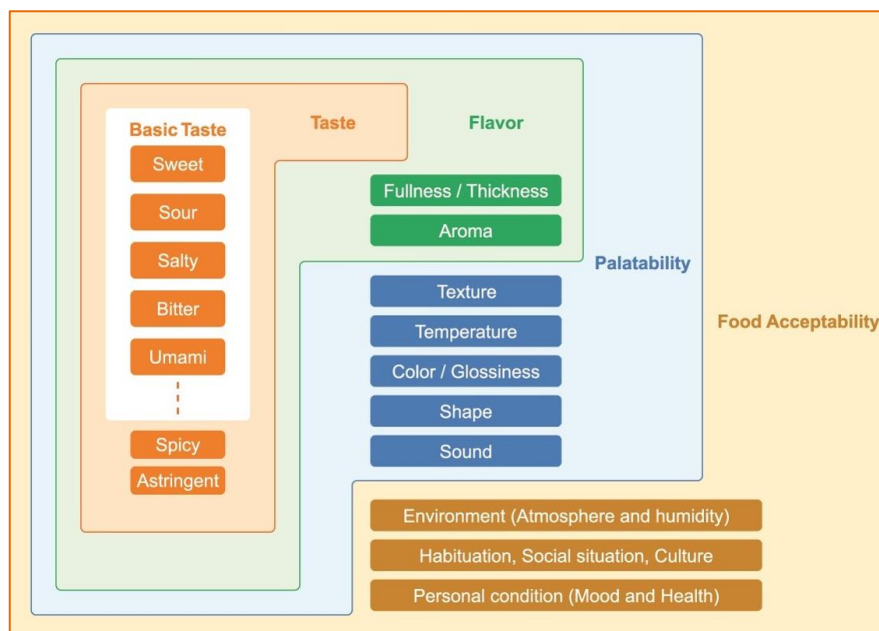 Basic Taste
Sweet
Sour
Salty
Bitter
Umami
Spicy
Astringent
Taste
Flavor
Fullness / Thickness
Aroma
Palatability
Texture
Temperature
Color / Glossiness
Shape
Sound
Food Acceptability
Environment (Atmosphere and humidity)
Habituation, Social situation, Culture
Personal condition (Mood and Health)